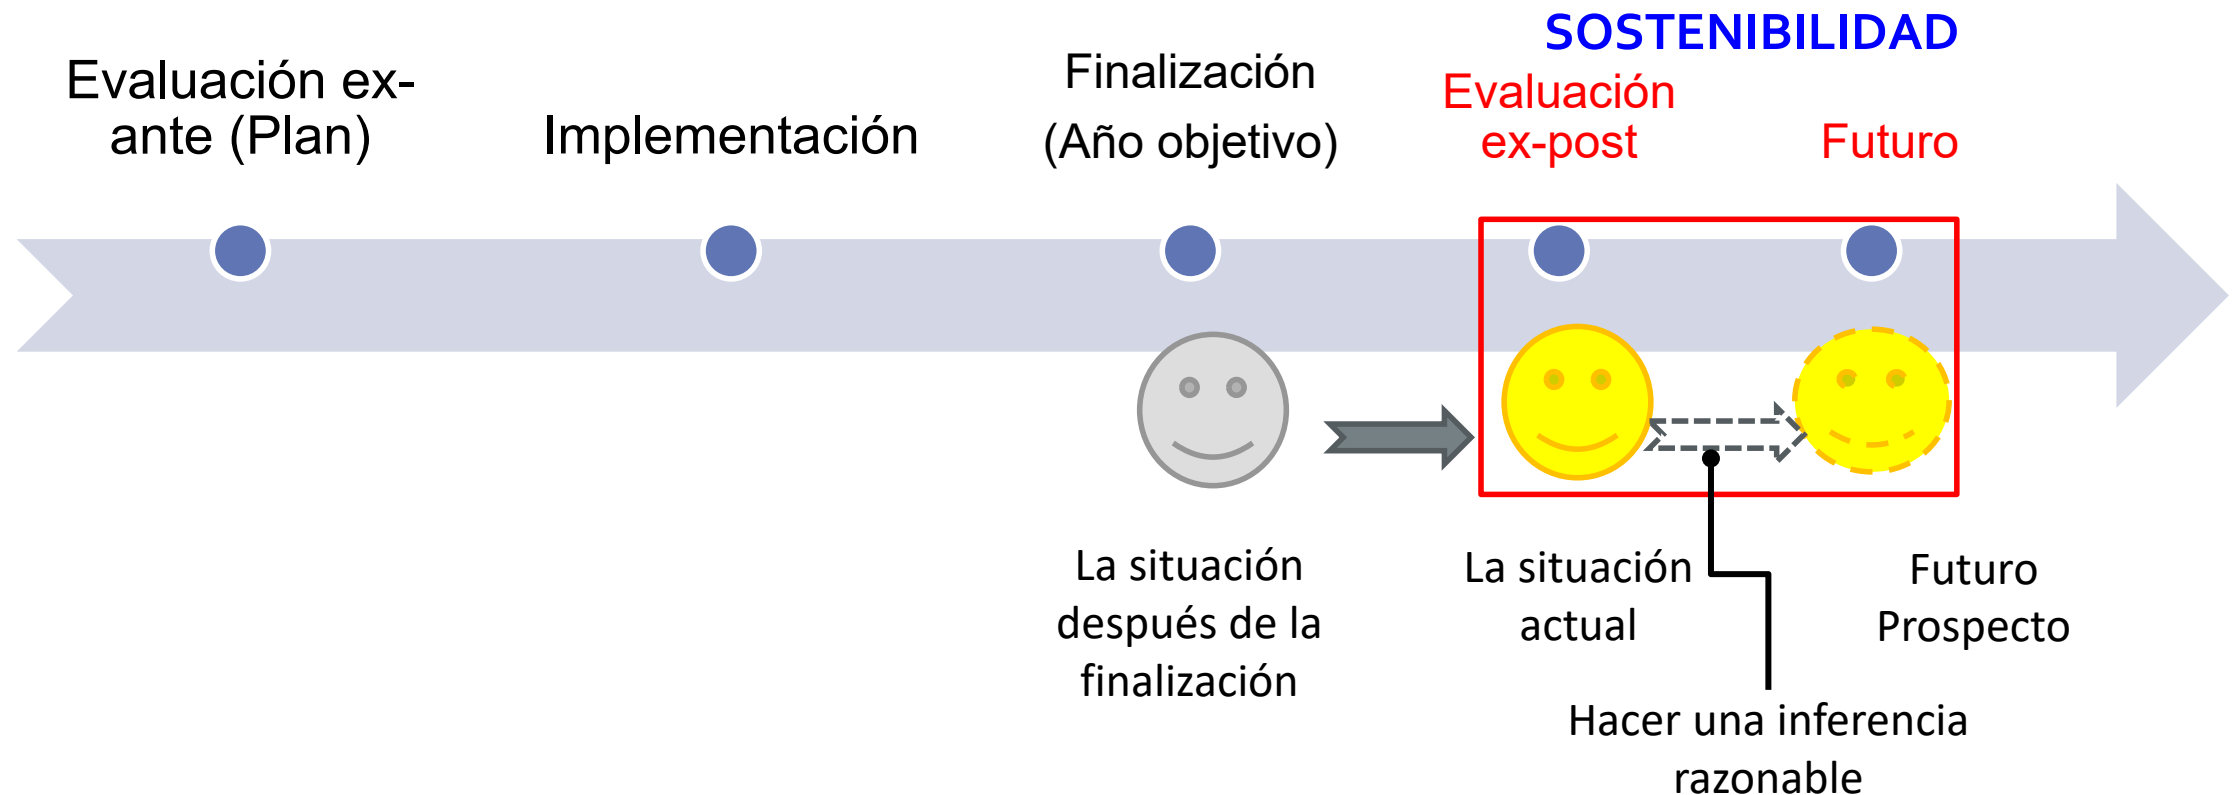 SOSTENIBILIDAD
Evaluación ex-
ante (Plan)
Implementación
Finalización
(Año objetivo)
Evaluación
ex-post
Futuro
La situación
después de la
finalización
La situación
actual
Futuro
Prospecto
Hacer una inferencia
razonable